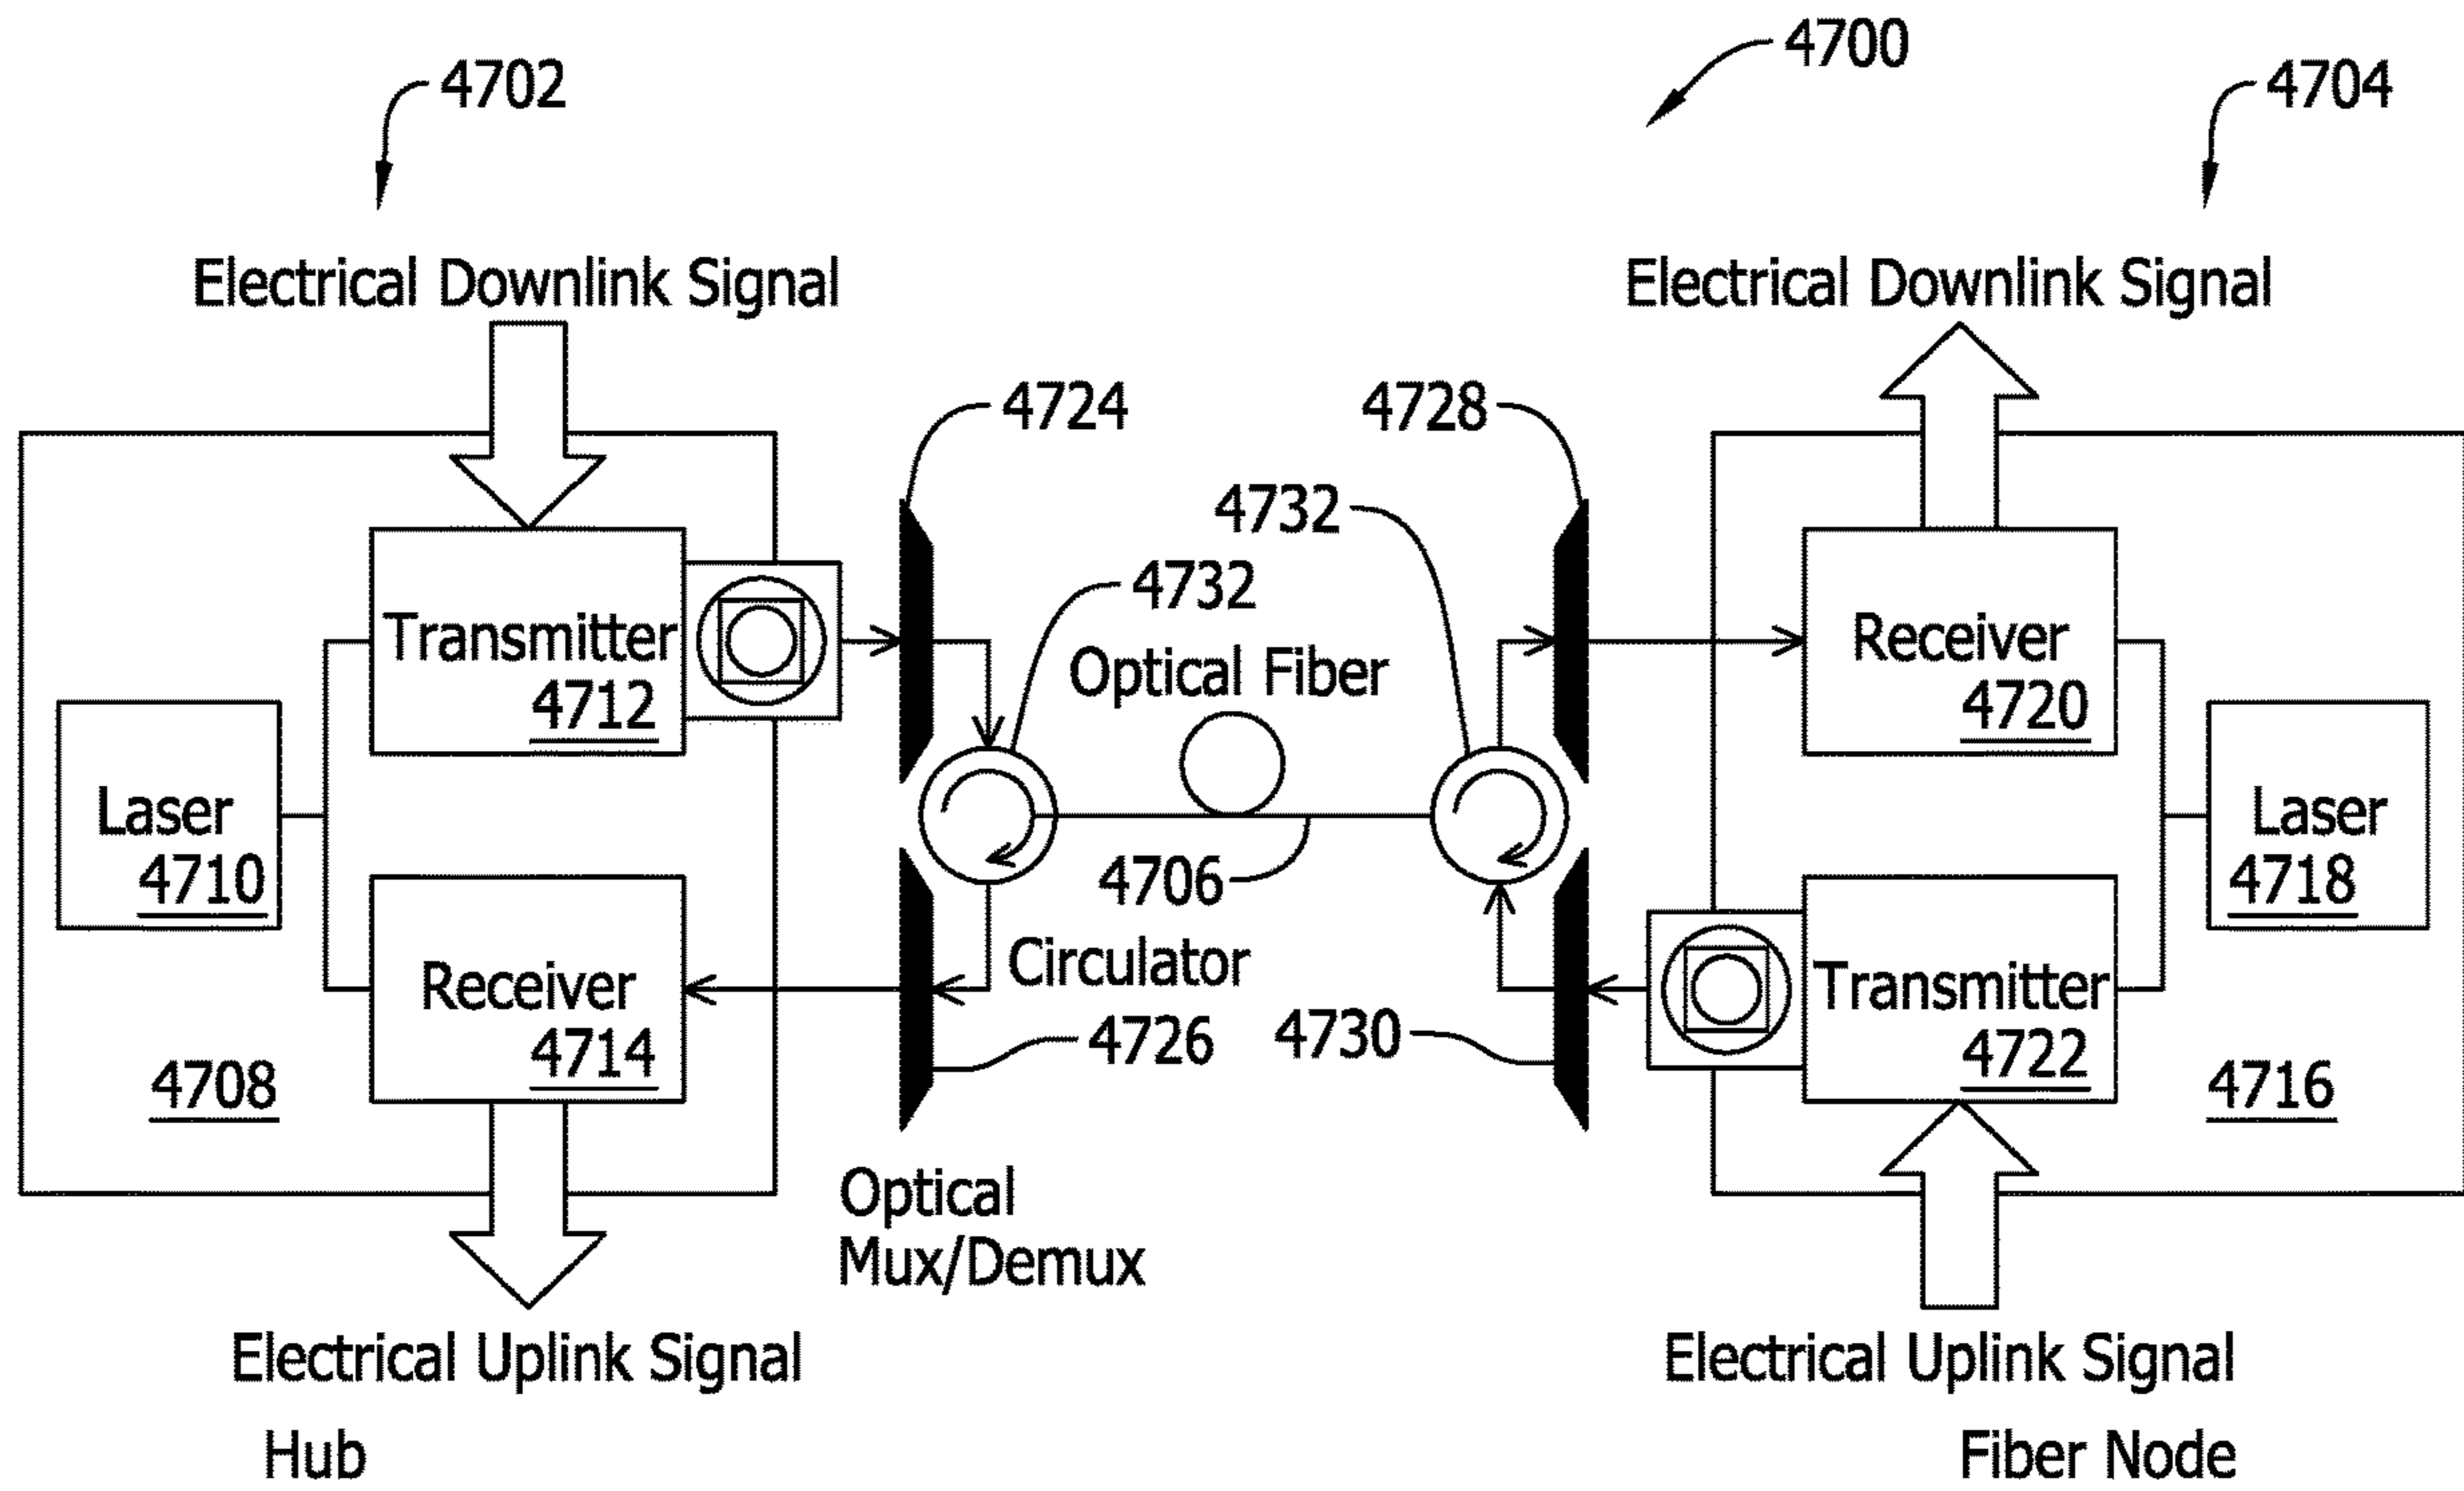 4700
4702
4704
Electrical Downlink Signal
Electrical Downlink Signal
4724
4728
4732
4732
Optical Fiber
Transmitter
4712
Receiver
4720
Laser
4710
Laser
4718
4706
Circulator
Receiver
4714
Transmitter
4722
4726
4730
4708
4716
Optical
Mux/Demux
Electrical Uplink Signal
Electrical Uplink Signal
Hub
Fiber Node